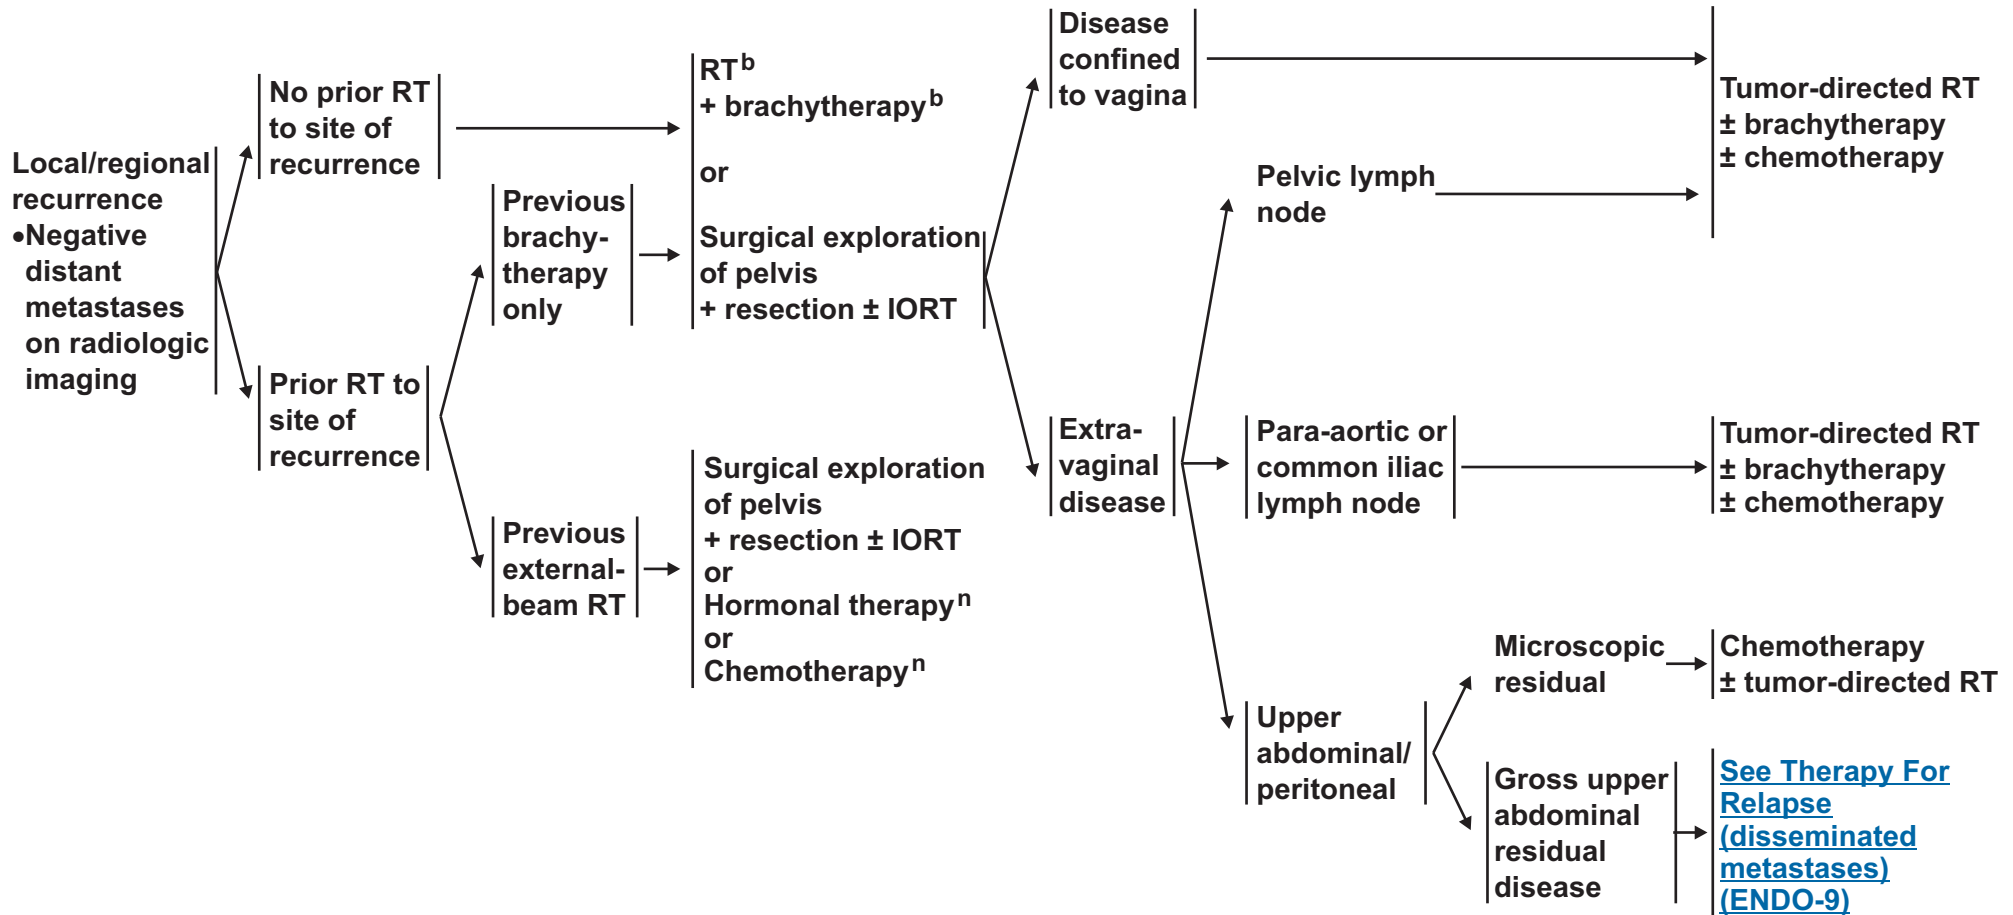 Local/regional
recurrence
•Negative
distant
metastases
on radiologic
imaging
No prior RT
to site of
recurrence
Prior RT to
site of
recurrence
Previous
brachy-
therapy
only
Previous
external-
beam RT
RTᵇ
+ brachytherapyᵇ
or
Surgical exploration
of pelvis
+ resection ± IORT
Surgical exploration
of pelvis
+ resection ± IORT
or
Hormonal therapyⁿ
or
Chemotherapyⁿ
Disease
confined
to vagina
Extra-
vaginal
disease
Pelvic lymph
node
Para-aortic or
common iliac
lymph node
Upper
abdominal/
peritoneal
Microscopic
residual
Gross upper
abdominal
residual
disease
Tumor-directed RT
± brachytherapy
± chemotherapy
Tumor-directed RT
± brachytherapy
± chemotherapy
Chemotherapy
± tumor-directed RT
See Therapy For
Relapse
(disseminated
metastases)
(ENDO-9)